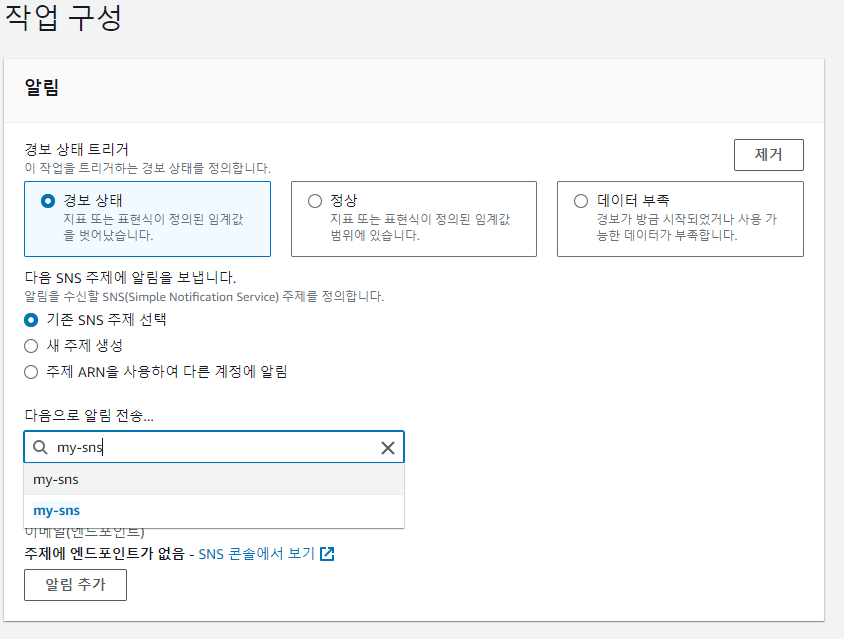 작업 구성
알림
경보 상태 트리거
이 작업을 트리거하는 경보 상태를 정의합니다.
제거
경보 상태
지표 또는 표현식이 정의된 임계값
을 벗어났습니다.
정상
지표 또는 표현식이 정의된 임계값
범위에 있습니다.
데이터 부족
경보가 방금 시작되었거나 사용 가
능한 데이터가 부족합니다.
다음 SNS 주제에 알림을 보냅니다.
알림을 수신할 SNS(Simple Notification Service) 주제를 정의합니다.
기존 SNS 주제 선택
새 주제 생성
주제 ARN을 사용하여 다른 계정에 알림
다음으로 알림 전송...
my-sns
my-sns
my-sns
이메일(엔드포인트)
주제에 엔드포인트가 없음 - SNS 콘솔에서 보기
알림 추가